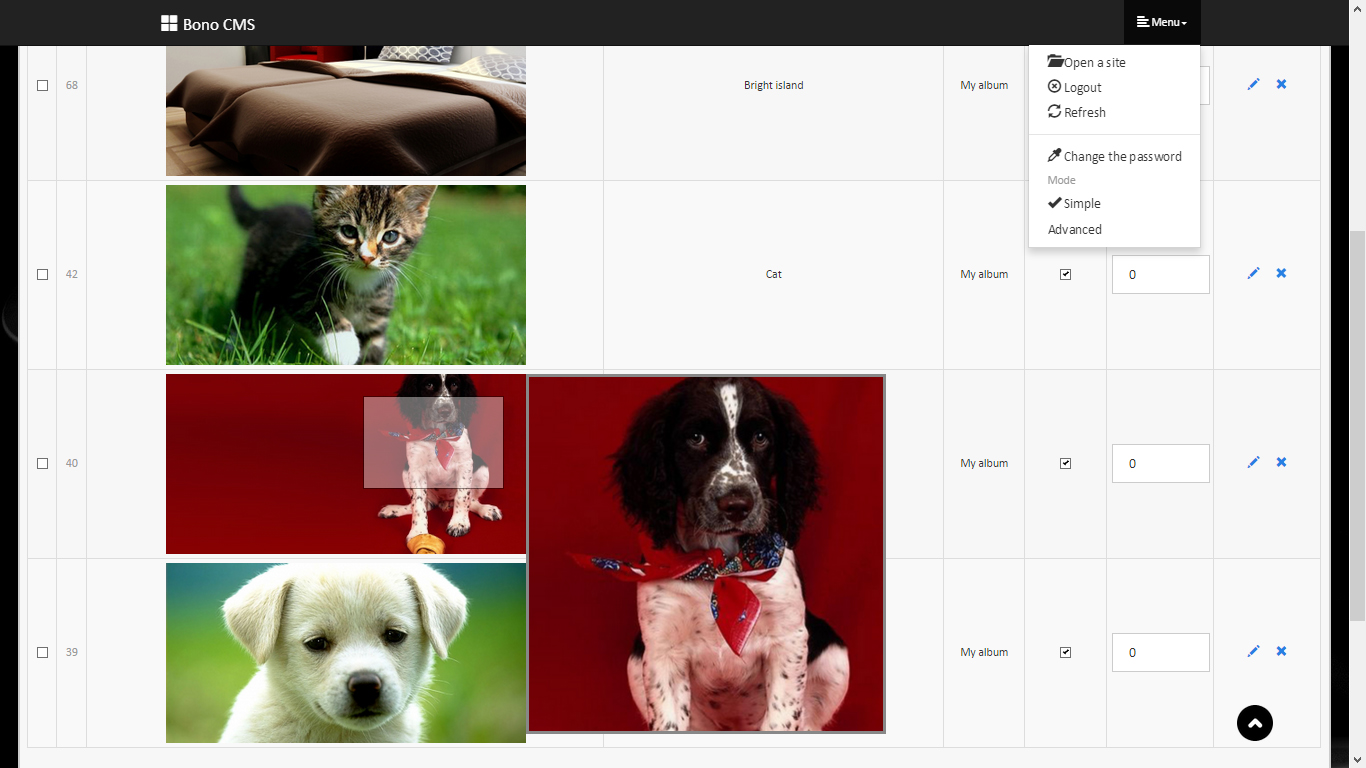 Bono CMS
Menu
Open a site
Logout
Refresh
Change the password
Mode
Simple
Advanced
68 Bright island My album
42 Cat My album 0
40 My album 0
39 My album 0